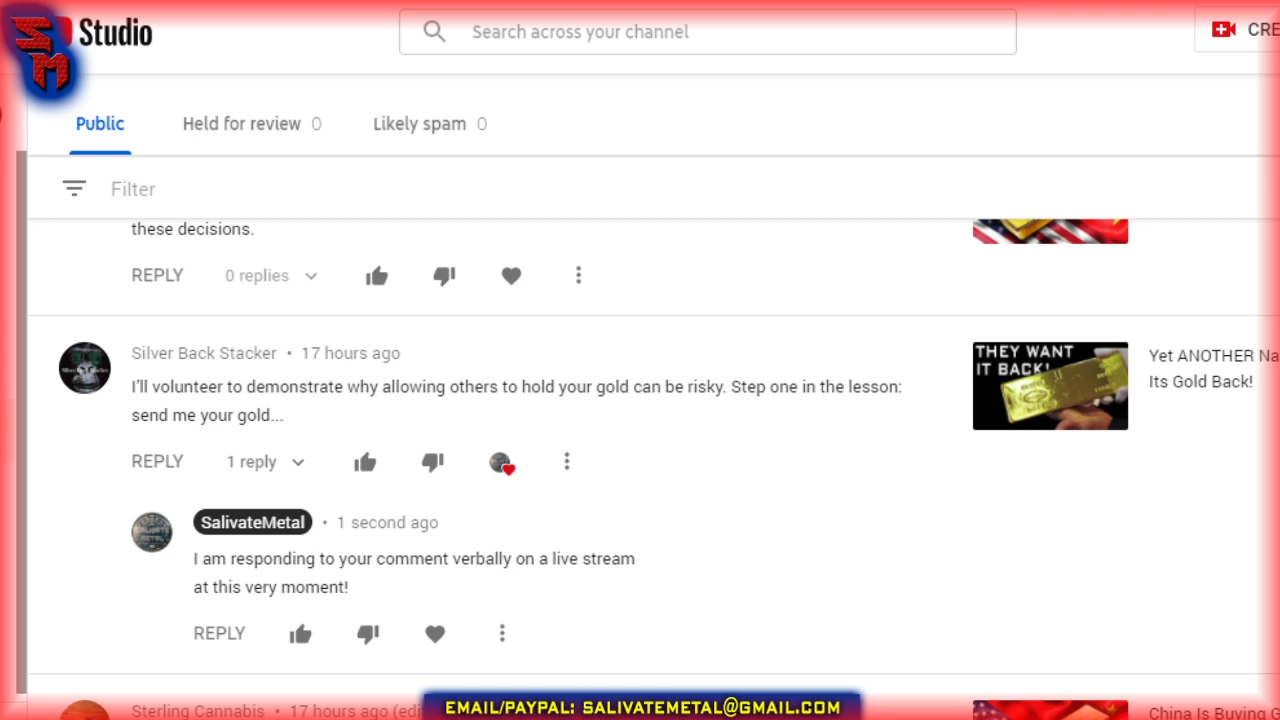 SM
Studio
Search across your channel
CRE
Public
Held for review 0
Likely spam 0
Filter
these decisions.
REPLY 0 replies
Silver Back Stacker • 17 hours ago
I'll volunteer to demonstrate why allowing others to hold your gold can be risky. Step one in the lesson:
send me your gold...
THEY WANT
IT BACK!
Yet ANOTHER Na
Its Gold Back!
REPLY 1 reply
SalivateMetal • 1 second ago
I am responding to your comment verbally on a live stream
at this very moment!
REPLY
Sterling Cannabis • 17 hours ago (edi
China Is Buying G
EMAIL/PAYPAL: SALIVATEMETAL@GMAIL.COM